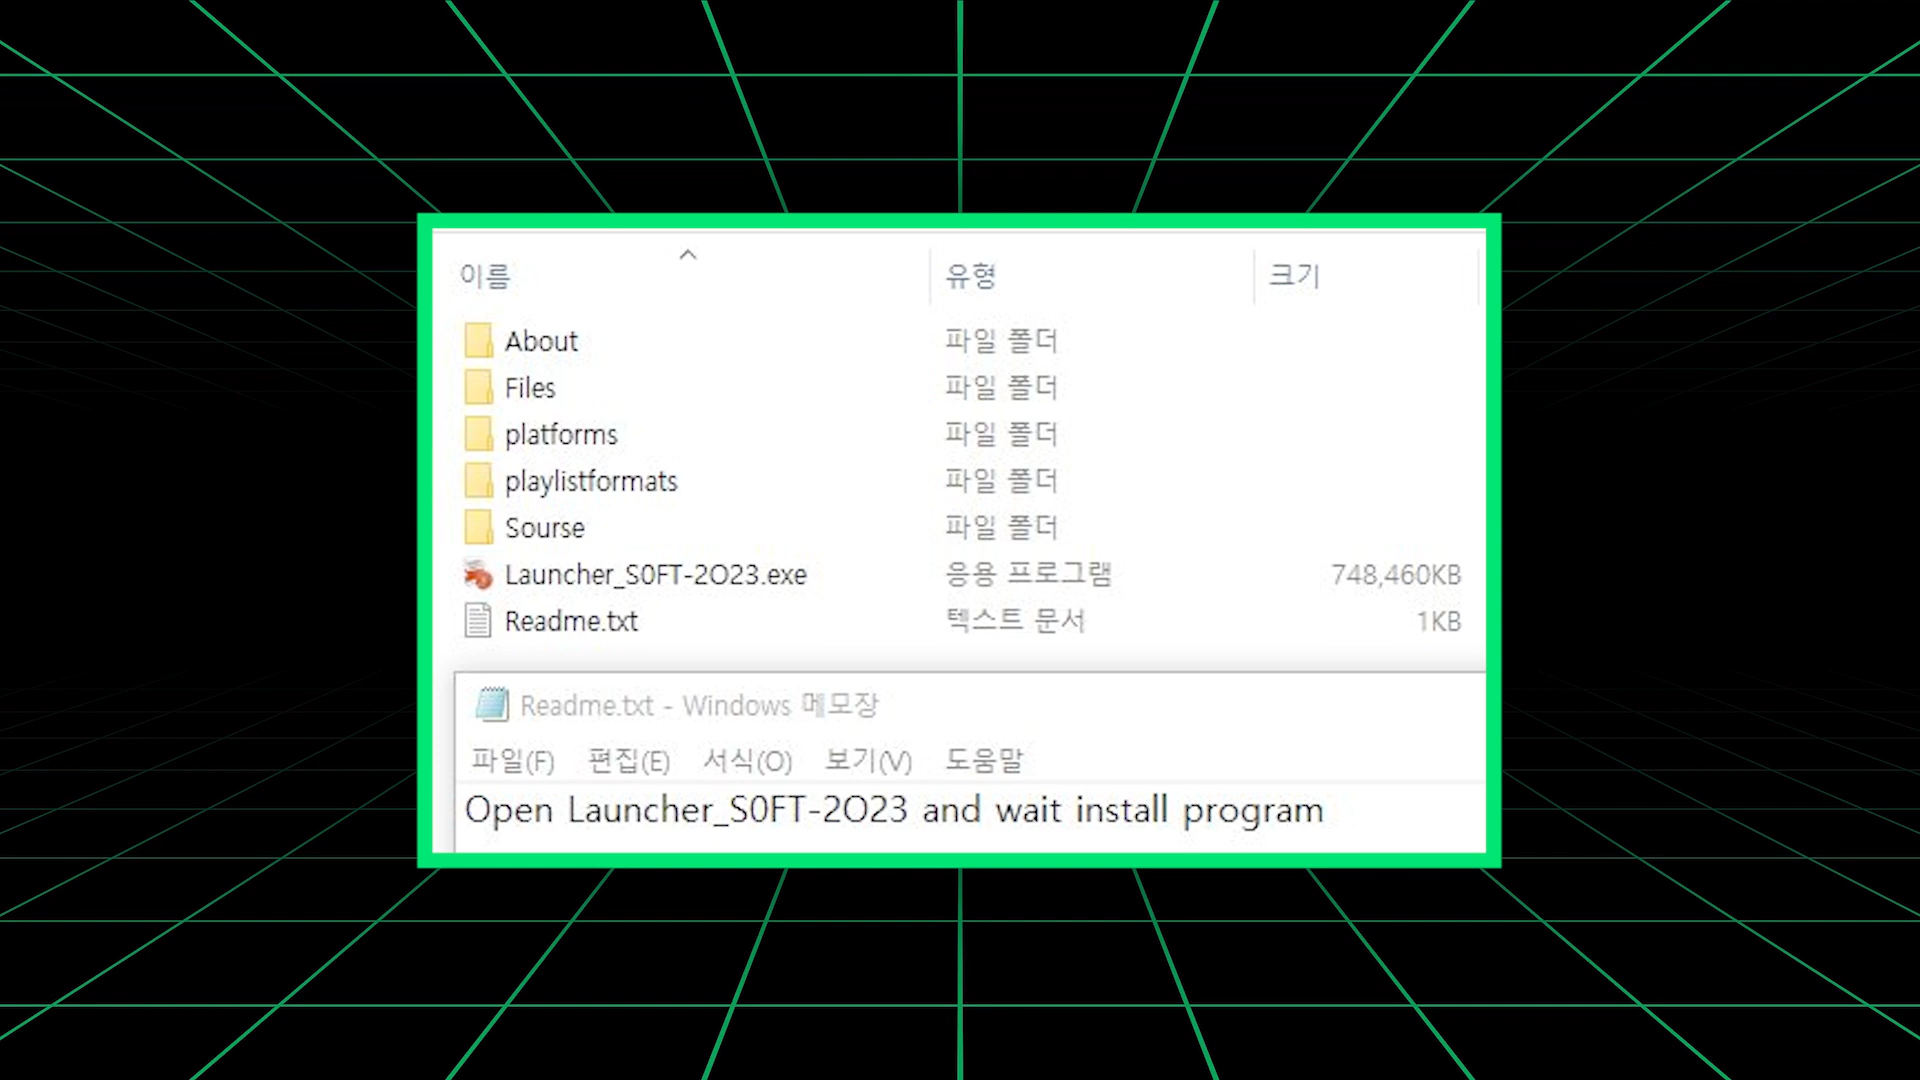 이름 유형 크기
About 파일 폴더
Files 파일 폴더
platforms 파일 폴더
playlistformats 파일 폴더
Sourse 파일 폴더
Launcher_S0FT-2O23.exe 응용 프로그램 748,460KB
Readme.txt 텍스트 문서 1KB
Readme.txt - Windows 메모장
파일(F) 편집(E) 서식(O) 보기(V) 도움말
Open Launcher_S0FT-2O23 and wait install program